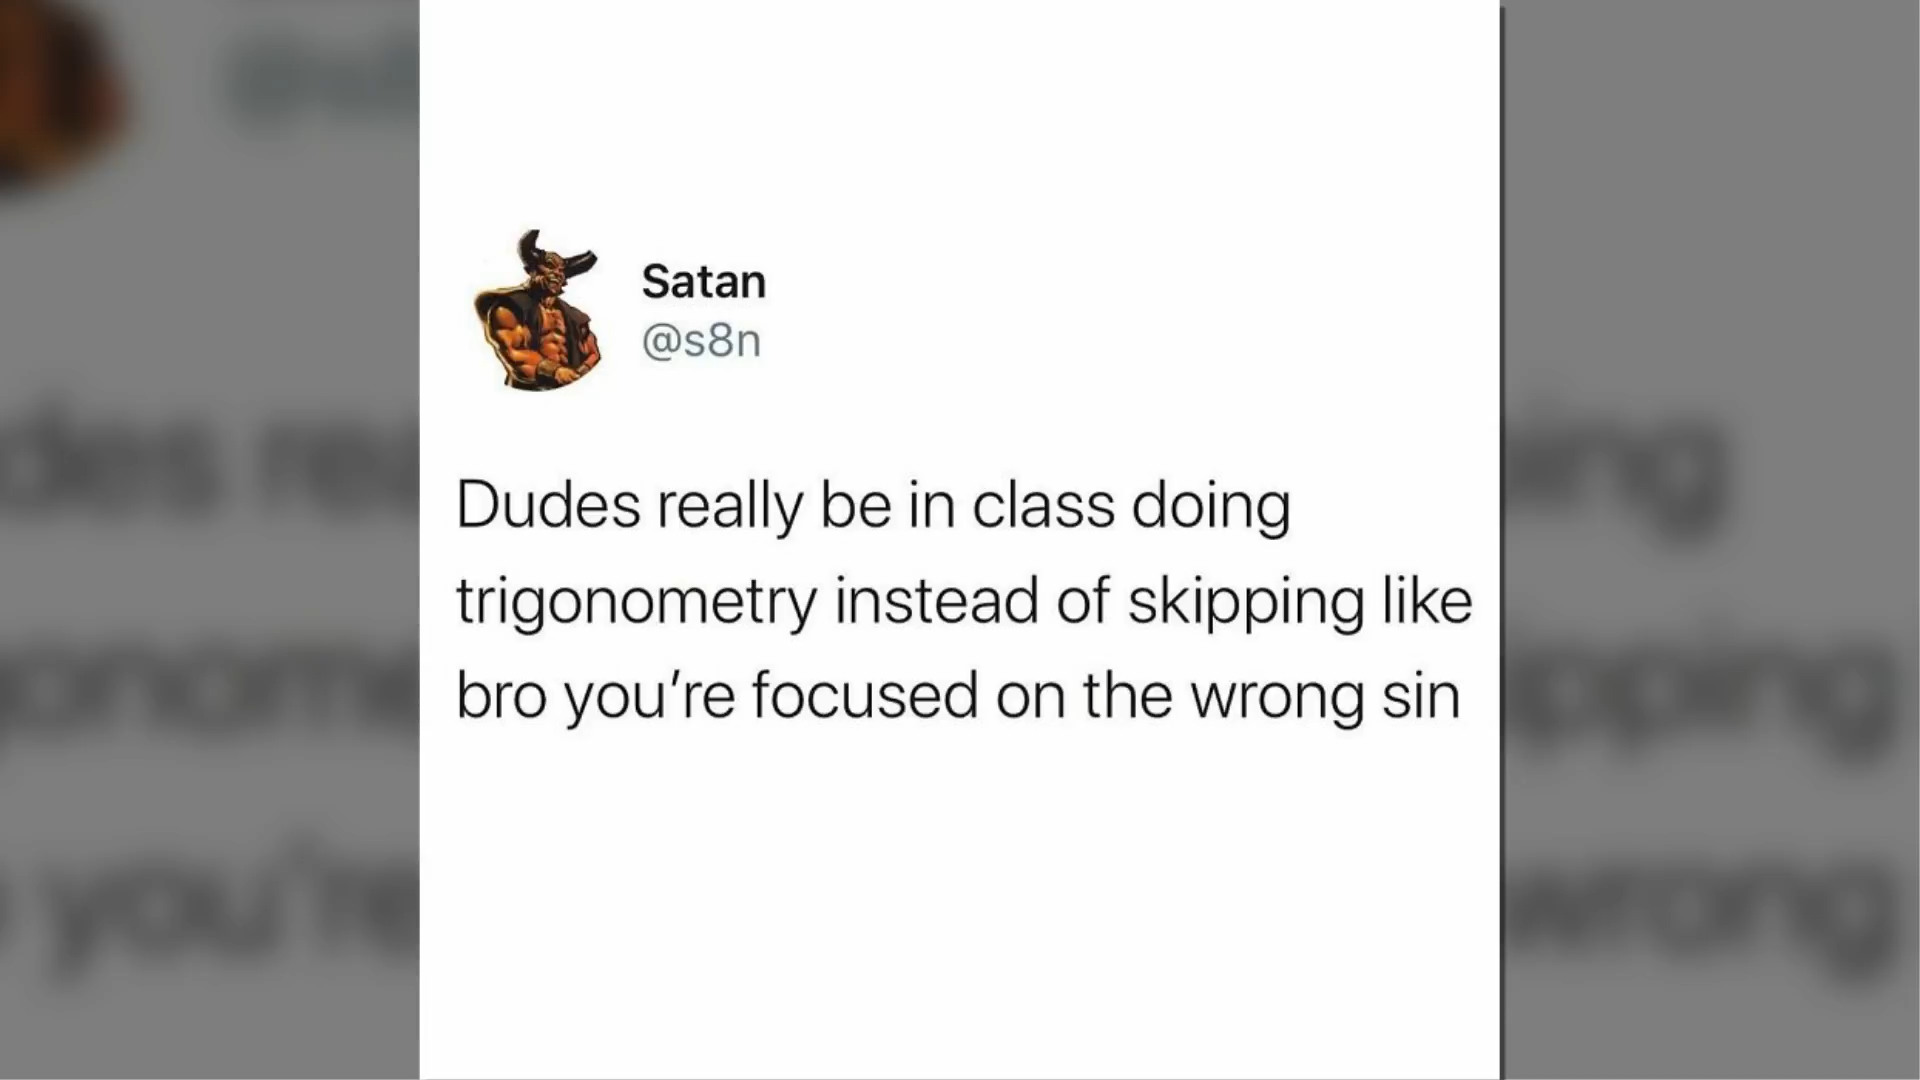 Satan
@s8n
Dudes really be in class doing
trigonometry instead of skipping like
bro you’re focused on the wrong sin